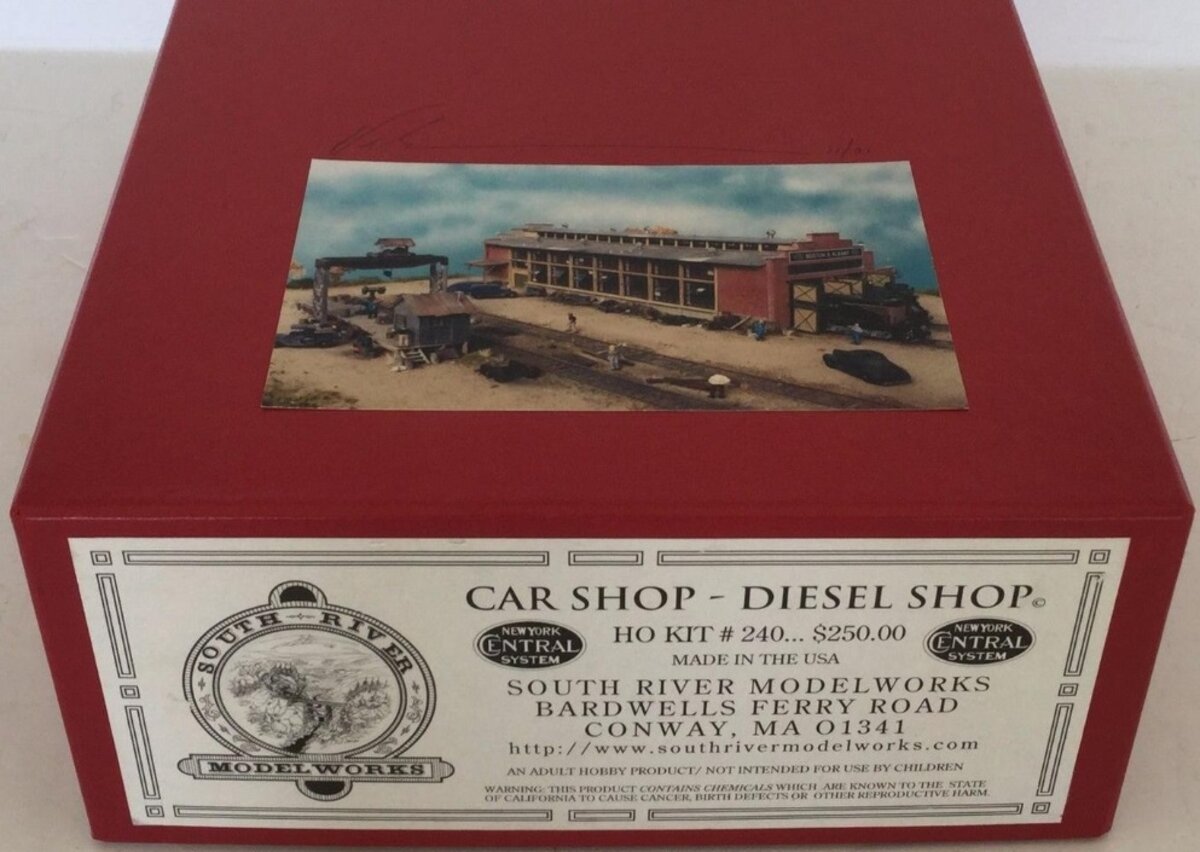 BOSTON & ALBANY
SOUTH RIVER
MODELWORKS
CAR SHOP - DIESEL SHOP©
NEW YORK
CENTRAL
SYSTEM
HO KIT # 240... $250.00
NEW YORK
CENTRAL
SYSTEM
MADE IN THE USA
SOUTH RIVER MODELWORKS
BARDWELLS FERRY ROAD
CONWAY, MA 01341
http://www.southrivermodelworks.com
AN ADULT HOBBY PRODUCT/ NOT INTENDED FOR USE BY CHILDREN
WARNING: THIS PRODUCT CONTAINS CHEMICALS WHICH ARE KNOWN TO THE STATE
OF CALIFORNIA TO CAUSE CANCER, BIRTH DEFECTS OR OTHER REPRODUCTIVE HARM.